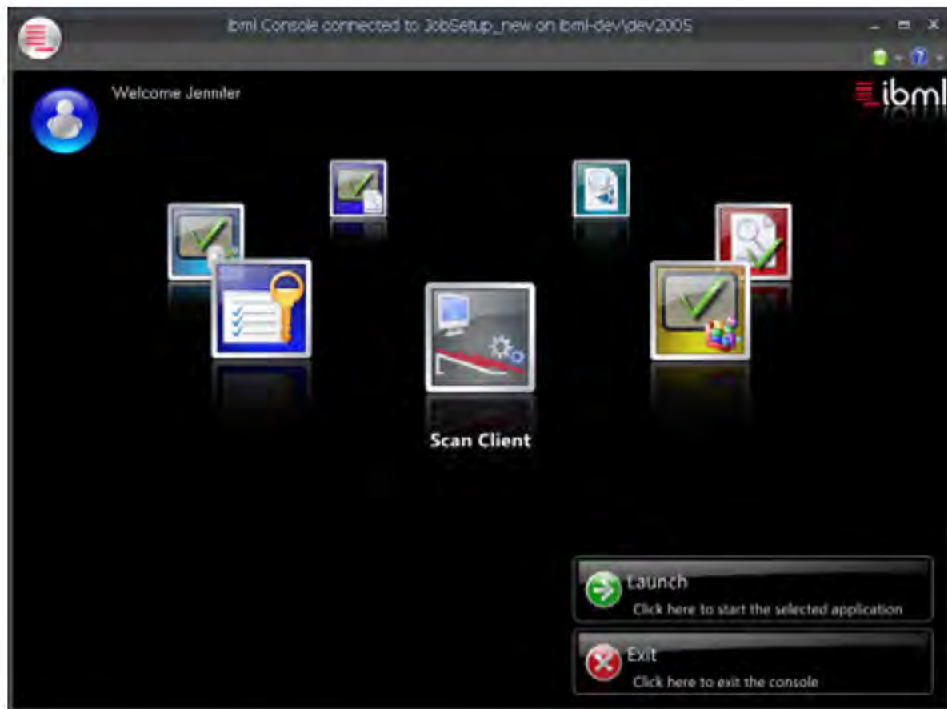 ibml Console connected to JobSetup_new on ibml-dev\dev2005
Welcome Jennifer
ibml
Scan Client
Launch
Click here to start the selected application
Exit
Click here to exit the console